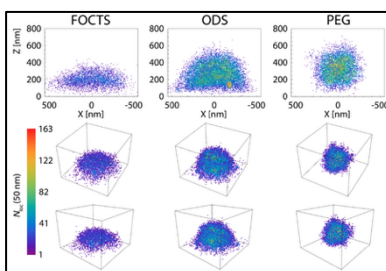 FOCTS ODS PEG
800 800 800
600 600 600
400 400 400
200 200 200
0 0 0
Z [nm]
500 0 -500 500 0 -500 500 0 -500
X [nm] X [nm] X [nm]
163
122
82
41
1
(50 nm)